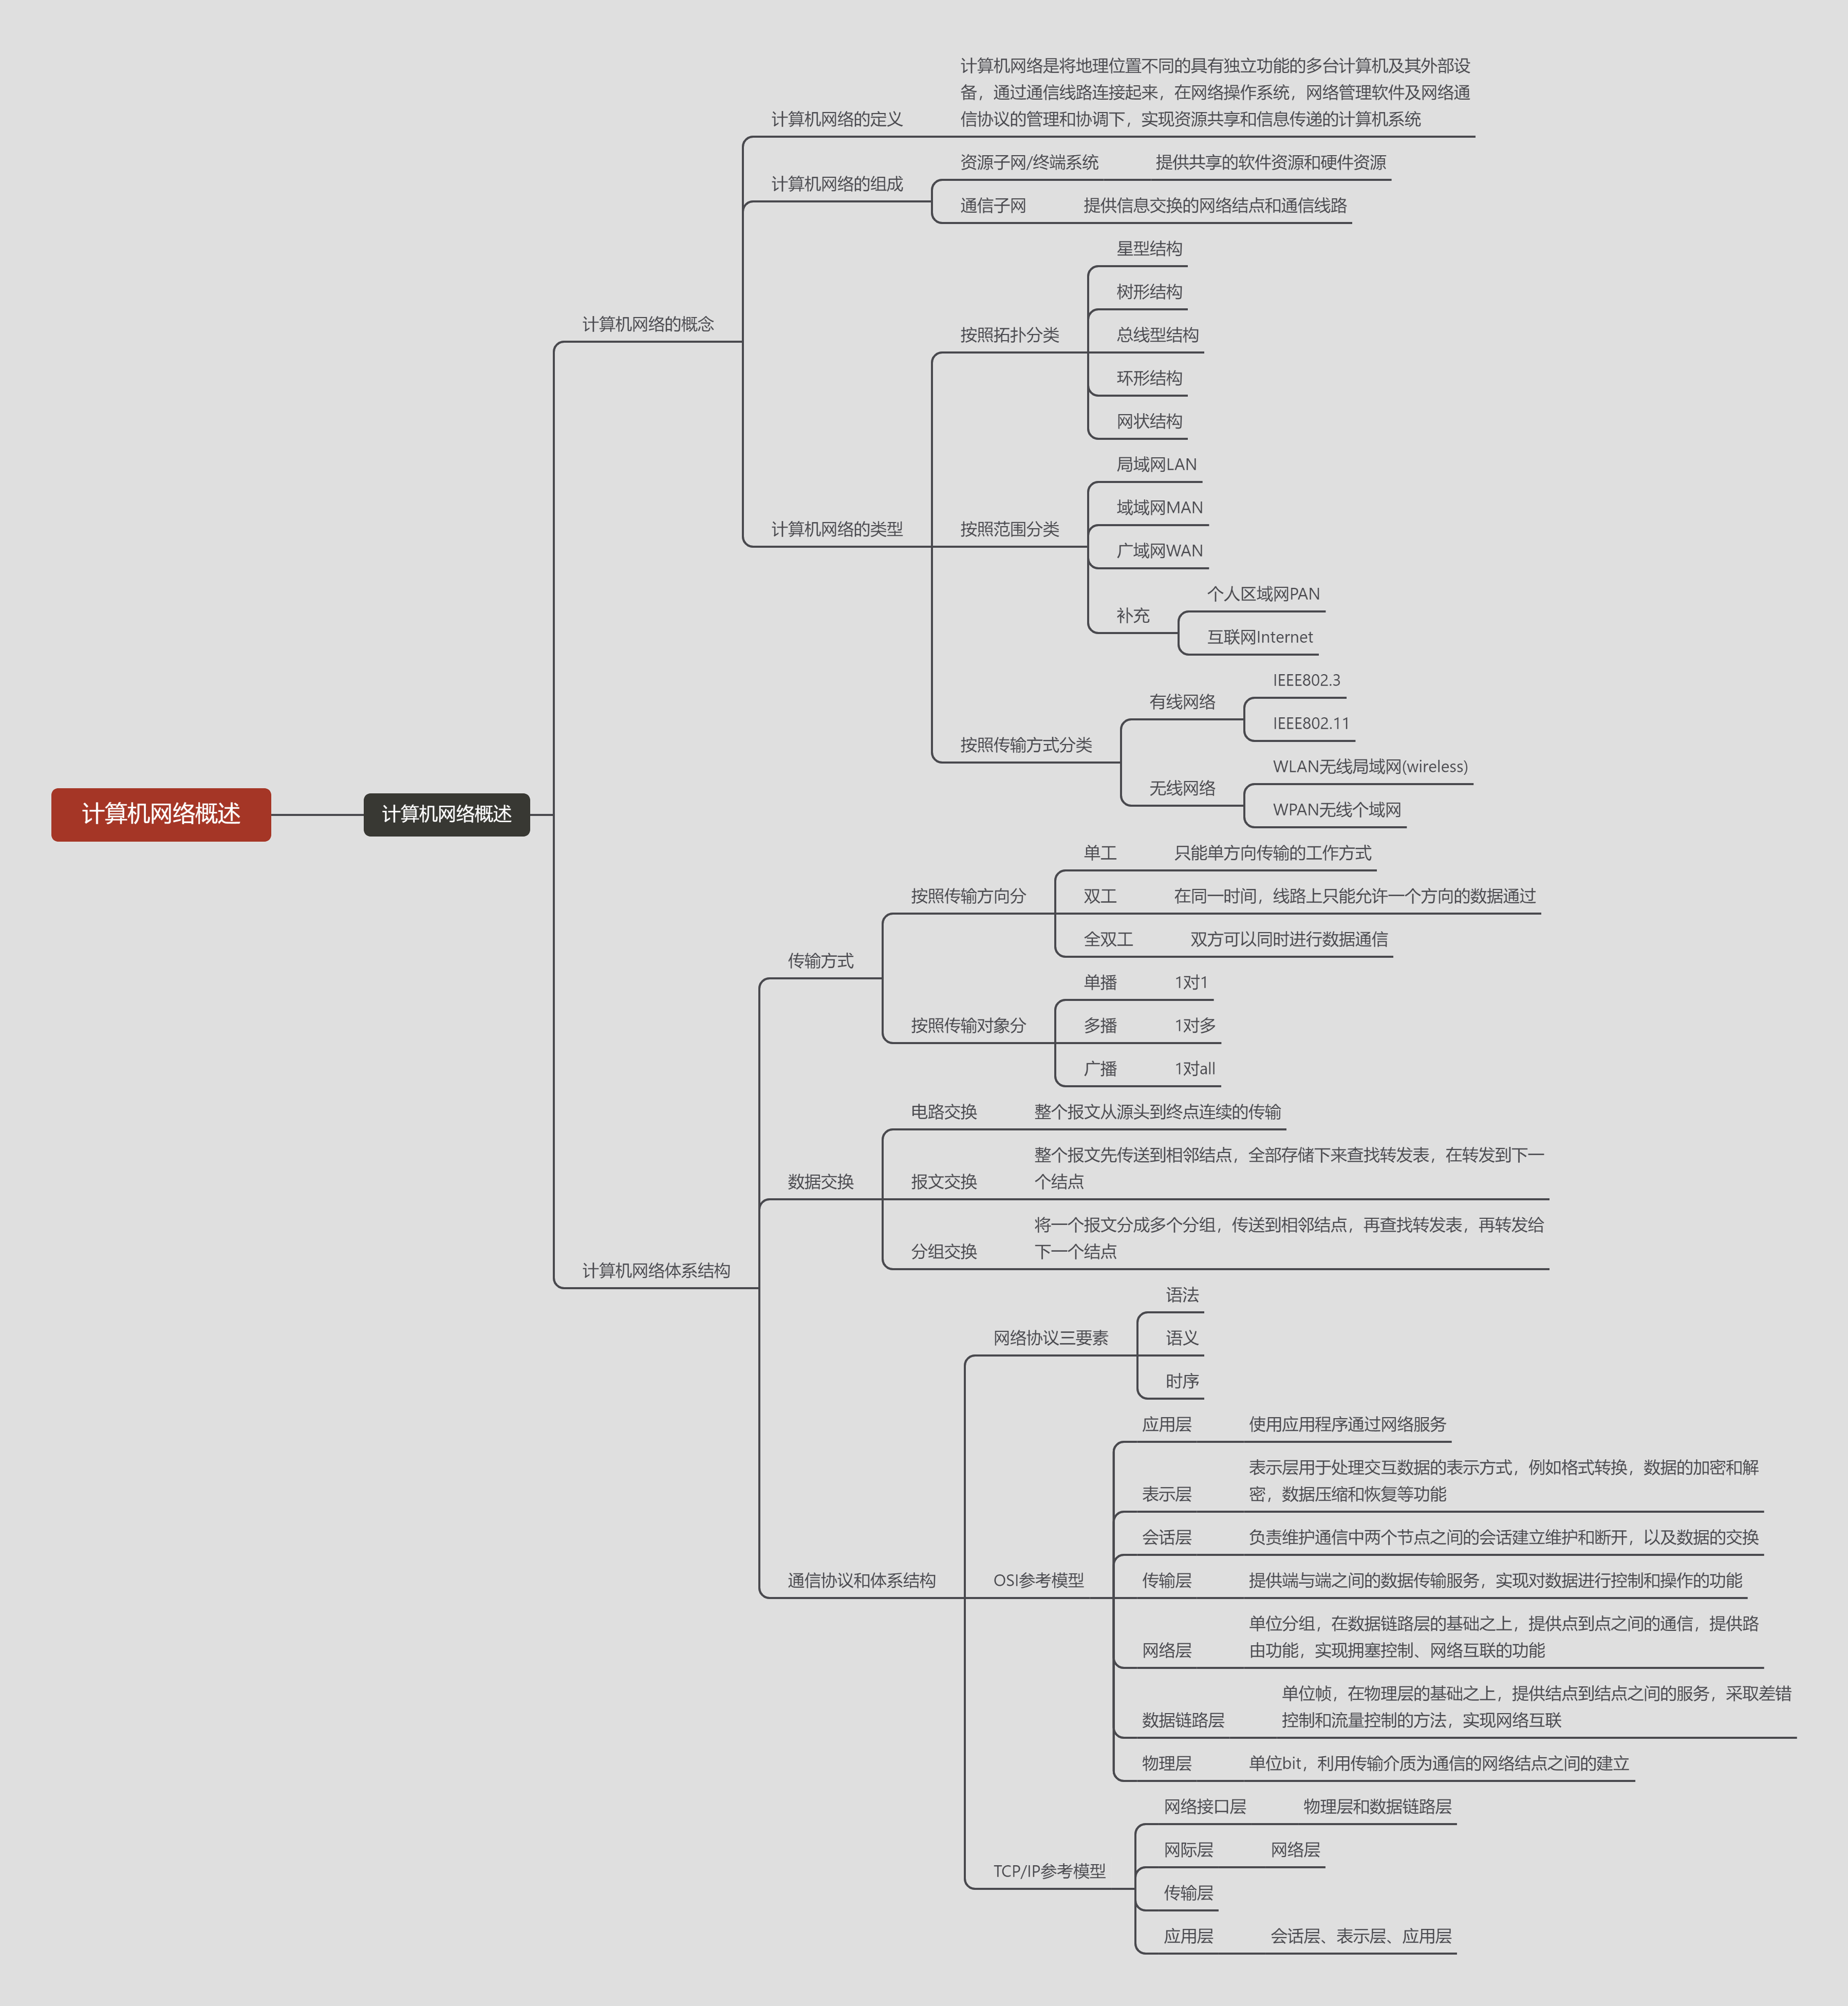 计算机网络概述
计算机网络概述
计算机网络的概念
计算机网络的定义
计算机网络是将地理位置不同的具有独立功能的多台计算机及其外部设
备，通过通信线路连接起来，在网络操作系统，网络管理软件及网络通
信协议的管理和协调下，实现资源共享和信息传递的计算机系统
计算机网络的组成
资源子网/终端系统
提供共享的软件资源和硬件资源
通信子网
提供信息交换的网络结点和通信线路
计算机网络的类型
按照拓扑分类
星型结构
树形结构
总线型结构
环形结构
网状结构
按照范围分类
局域网LAN
域域网MAN
广域网WAN
补充
个人区域网PAN
互联网Internet
按照传输方式分类
有线网络
IEEE802.3
IEEE802.11
无线网络
WLAN无线局域网(wireless)
WPAN无线个域网
计算机网络体系结构
传输方式
按照传输方向分
单工
只能单方向传输的工作方式
双工
在同一时间，线路上只能允许一个方向的数据通过
全双工
双方可以同时进行数据通信
按照传输对象分
单播
1对1
多播
1对多
广播
1对all
数据交换
电路交换
整个报文从源头到终点连续的传输
报文交换
整个报文先传送到相邻结点，全部存储下来查找转发表，在转发到下一
个结点
分组交换
将一个报文分成多个分组，传送到相邻结点，再查找转发表，再转发给
下一个结点
通信协议和体系结构
网络协议三要素
语法
语义
时序
OSI参考模型
应用层
使用应用程序通过网络服务
表示层
表示层用于处理交互数据的表示方式，例如格式转换，数据的加密和解
密，数据压缩和恢复等功能
会话层
负责维护通信中两个节点之间的会话建立维护和断开，以及数据的交换
传输层
提供端与端之间的数据传输服务，实现对数据进行控制和操作的功能
网络层
单位分组，在数据链路层的基础之上，提供点到点之间的通信，提供路
由功能，实现拥塞控制、网络互联的功能
数据链路层
单位帧，在物理层的基础之上，提供结点到结点之间的服务，采取差错
控制和流量控制的方法，实现网络互联
物理层
单位bit，利用传输介质为通信的网络结点之间的建立
TCP/IP参考模型
网络接口层
物理层和数据链路层
网际层
网络层
传输层
应用层
会话层、表示层、应用层